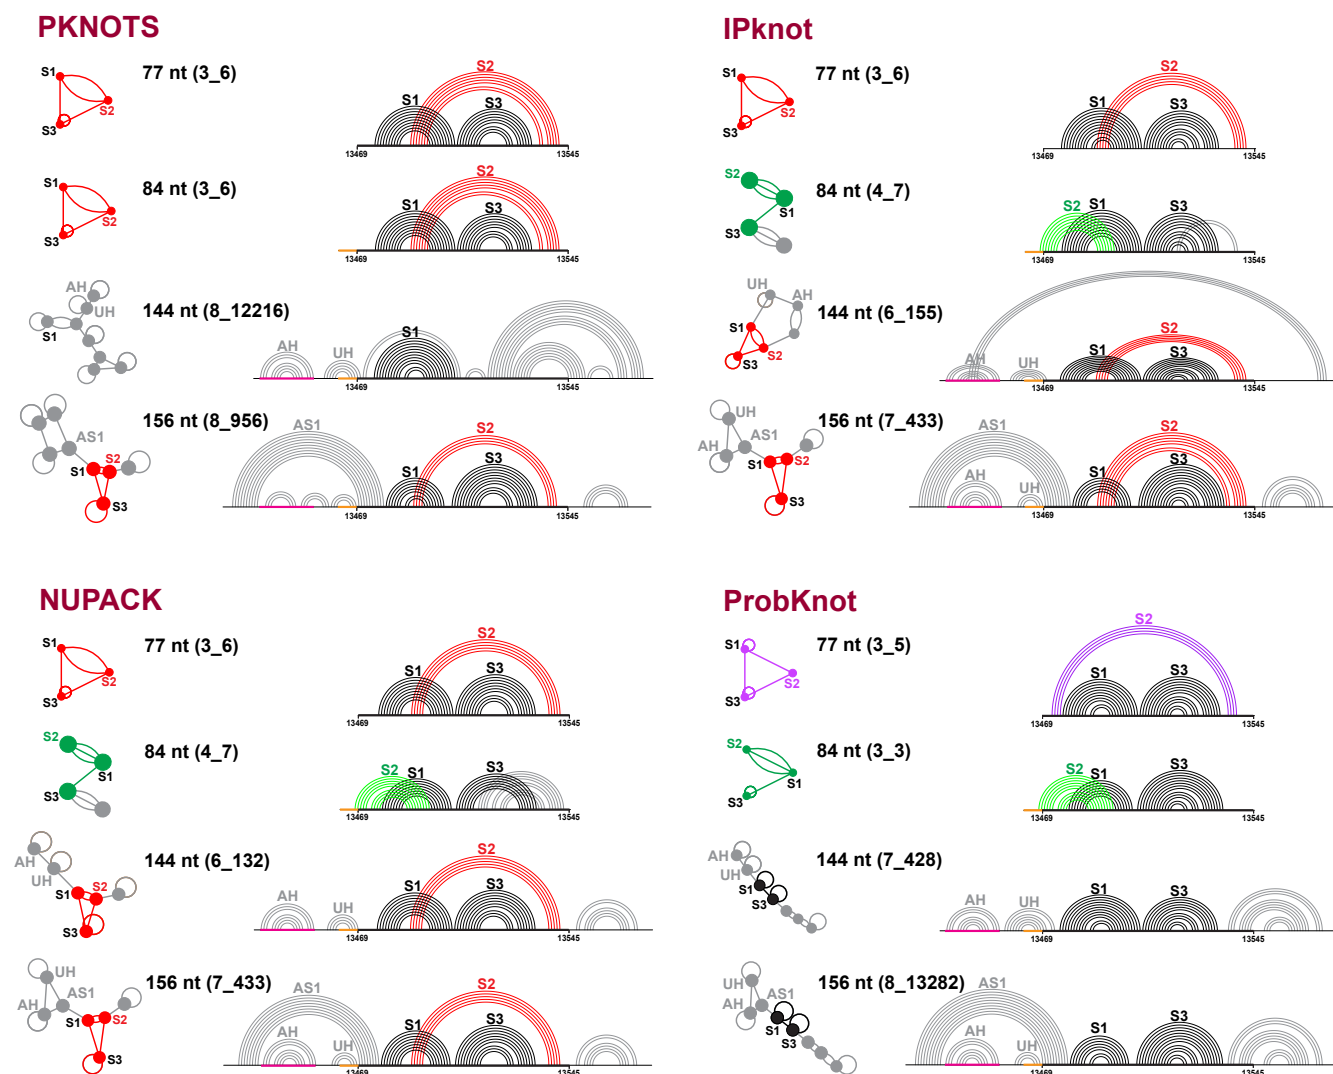 PKNOTS
S1
S2
S3
77 nt (3_6)
S1
S2
S3
13469
13545
S1
S2
S3
84 nt (3_6)
S1
S2
S3
13469
13545
AH
UH
S1
144 nt (8_12216)
AH
UH
S1
13469
13545
AS1
S1
S2
S3
156 nt (8_956)
AS1
S1
S2
S3
13469
13545
IPknot
S1
S2
S3
77 nt (3_6)
S1
S2
S3
13469
13545
S2
S1
S3
84 nt (4_7)
S2
S1
S3
13469
13545
UH
AH
S1
S2
S3
144 nt (6_155)
AH
UH
S1
S2
S3
13469
13545
UH
AH
AS1
S1
S2
S3
156 nt (7_433)
AS1
AH
UH
S1
S2
S3
13469
13545
NUPACK
S1
S2
S3
77 nt (3_6)
S1
S2
S3
13469
13545
S2
S1
S3
84 nt (4_7)
S2
S1
S3
13469
13545
AH
UH
S1
S2
S3
144 nt (6_132)
AH
UH
S1
S2
S3
13469
13545
UH
AH
AS1
S1
S2
S3
156 nt (7_433)
AS1
AH
UH
S1
S2
S3
13469
13545
ProbKnot
S1
S2
S3
77 nt (3_5)
S2
S1
S3
13469
13545
S2
S1
S3
84 nt (3_3)
S2
S1
S3
13469
13545
AH
UH
S1
S3
144 nt (7_428)
AH
UH
S1
S3
13469
13545
UH
AH
AS1
S1
S3
156 nt (8_13282)
AS1
AH
UH
S1
S3
13469
13545